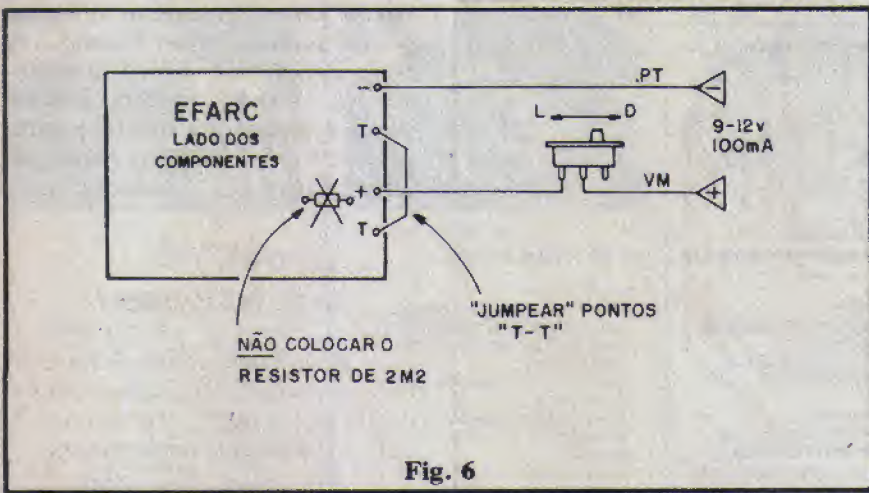 - .PT -
EFARC
LADO DOS
COMPONENTES
T
L D
9-12v
100mA
+ VM +
T
"JUMPEAR" PONTOS
"T-T"
NÃO COLOCAR O
RESISTOR DE 2M2
Fig. 6